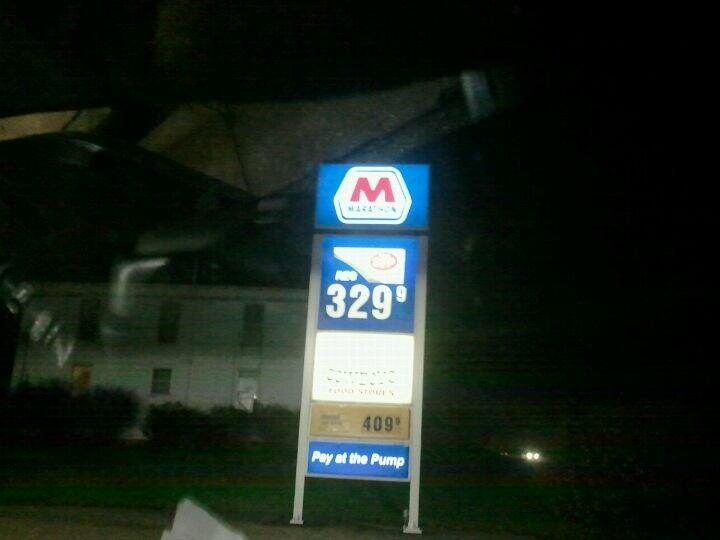 M
MARATHON
REG
329 9
FOOD STORES
409 9
Pay at the Pump